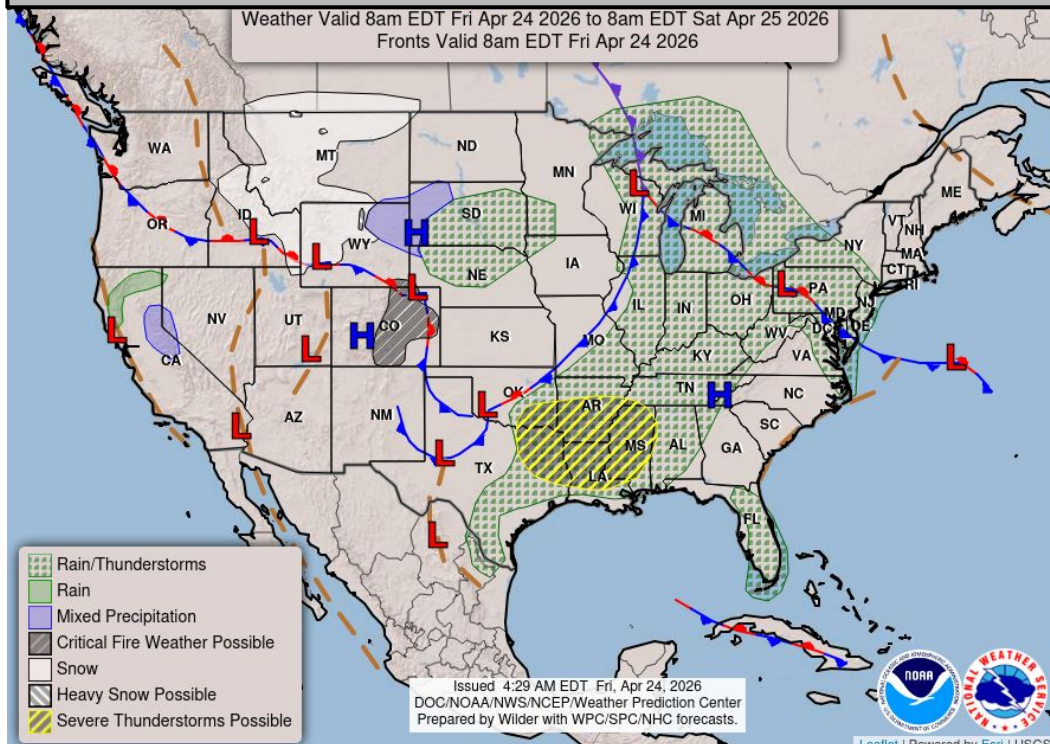 Weather Valid 8am EDT Fri Apr 24 2026 to 8am EDT Sat Apr 25 2026
Fronts Valid 8am EDT Fri Apr 24 2026
WA
MT
ND
MN
ME
OR
ID
WY
SD
WI
MI
VT
NH
NY
MA
CT
RI
NE
IA
PA
NJ
NV
UT
CO
KS
MO
IL
IN
OH
WV
MD
DE
DC
VA
KY
CA
AZ
NM
OK
AR
TN
NC
SC
TX
LA
MS
AL
GA
FL
L
L
L
L
L
L
L
L
L
L
L
L
H
H
H
Rain/Thunderstorms
Rain
Mixed Precipitation
Critical Fire Weather Possible
Snow
Heavy Snow Possible
Severe Thunderstorms Possible
Issued 4:29 AM EDT Fri, Apr 24, 2026
DOC/NOAA/NWS/NCEP/Weather Prediction Center
Prepared by Wilder with WPC/SPC/NHC forecasts.
NOAA
NATIONAL WEATHER SERVICE
Leaflet | Powered by Esri | USGS